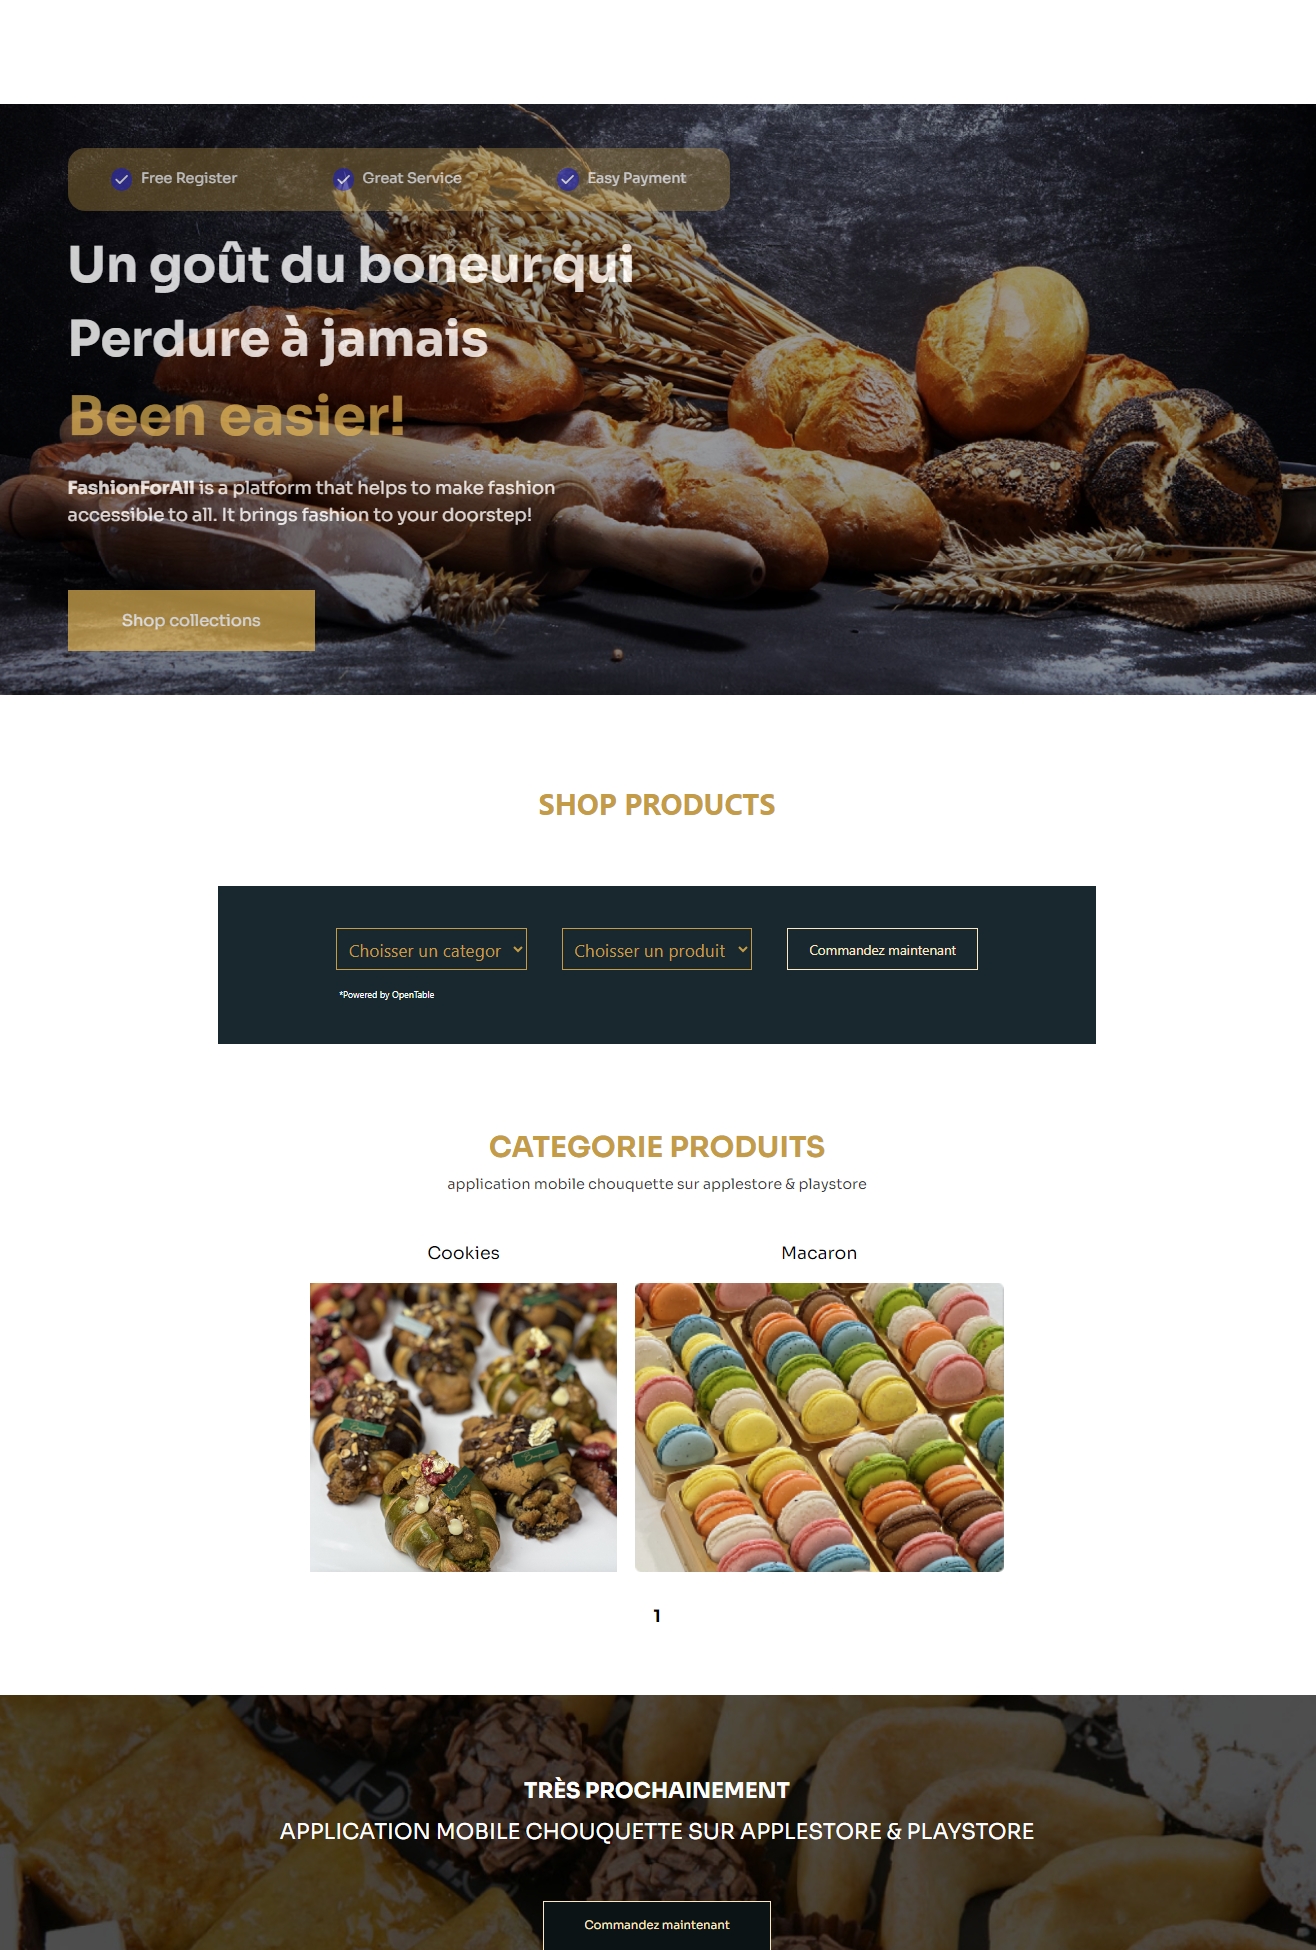 Free Register
Great Service
Easy Payment
Un goût du boneur qui
Perdure à jamais
Been easier!
FashionForAll is a platform that helps to make fashion
accessible to all. It brings fashion to your doorstep!
Shop collections
SHOP PRODUCTS
Choisser un categor
Choisser un produit
Commandez maintenant
*Powered by OpenTable
CATEGORIE PRODUITS
application mobile chouquette sur applestore & playstore
Cookies
Macaron
1
TRÈS PROCHAINEMENT
APPLICATION MOBILE CHOUQUETTE SUR APPLESTORE & PLAYSTORE
Commandez maintenant